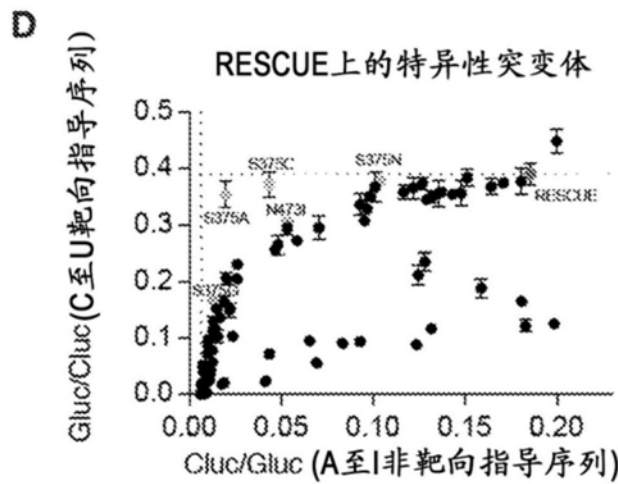 D
RESCUE上的特异性突变体
Gluc/Cluc (C至U靶向指导序列)
0.5
0.4
0.3
0.2
0.1
0.0
S375C
S375N
S375A
N473I
RESCUE
S375G
0.00
0.05
0.10
0.15
0.20
Cluc/Gluc (A至I非靶向指导序列)